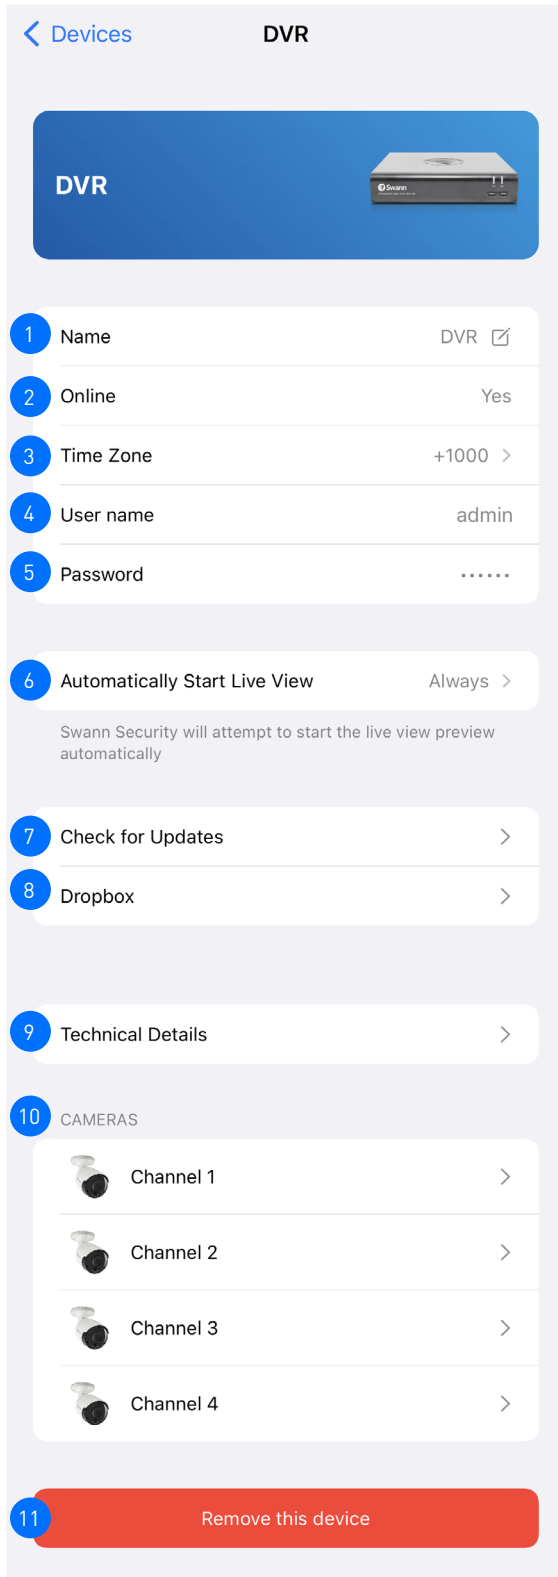 Devices
DVR
DVR
Swann
1 Name DVR
2 Online Yes
3 Time Zone +1000
4 User name admin
5 Password ······
6 Automatically Start Live View Always
Swann Security will attempt to start the live view preview
automatically
7 Check for Updates
8 Dropbox
9 Technical Details
10 CAMERAS
Channel 1
Channel 2
Channel 3
Channel 4
11 Remove this device